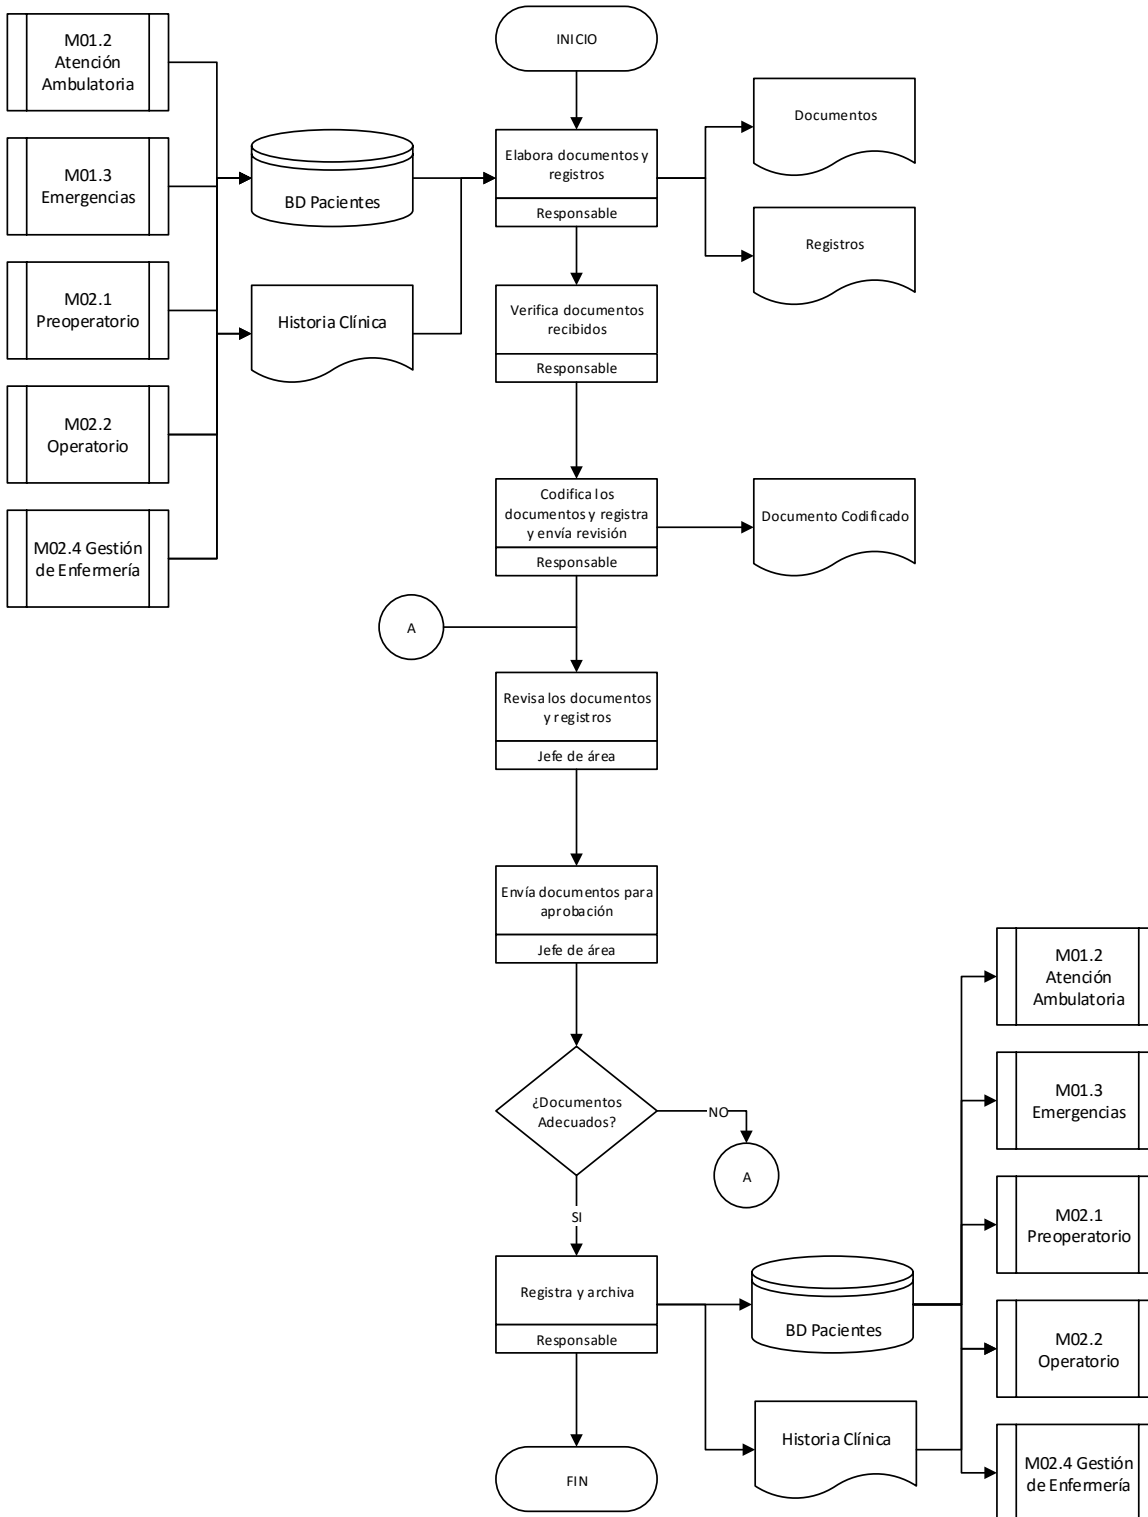 M01.2
Atención
Ambulatoria
M01.3
Emergencias
M02.1
Preoperatorio
M02.2
Operatorio
M02.4 Gestión
de Enfermería
BD Pacientes
Historia Clínica
INICIO
Elabora documentos y
registros
Responsable
Documentos
Registros
Verifica documentos
recibidos
Responsable
Codifica los
documentos y registra
y envía revisión
Responsable
Documento Codificado
A
Revisa los documentos
y registros
Jefe de área
Envía documentos para
aprobación
Jefe de área
¿Documentos
Adecuados?
NO
A
SI
Registra y archiva
Responsable
FIN
BD Pacientes
Historia Clínica
M01.2
Atención
Ambulatoria
M01.3
Emergencias
M02.1
Preoperatorio
M02.2
Operatorio
M02.4 Gestión
de Enfermería